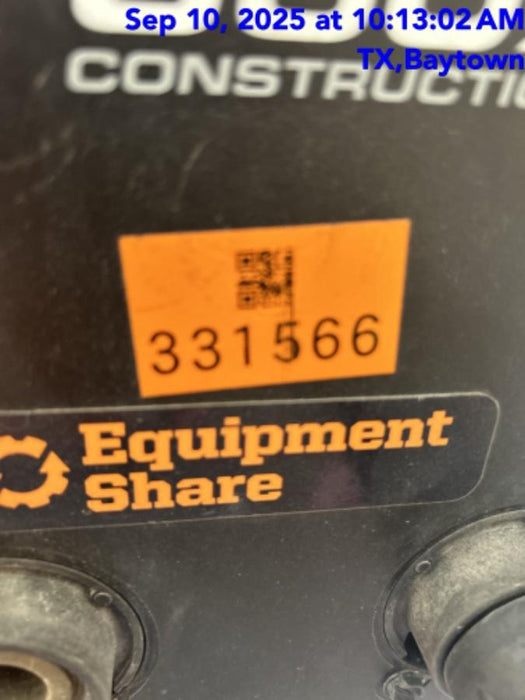 Sep 10, 2025 at 10:13:02 AM
TX,Baytown
CONSTRUCTI
331566
Equipment
Share